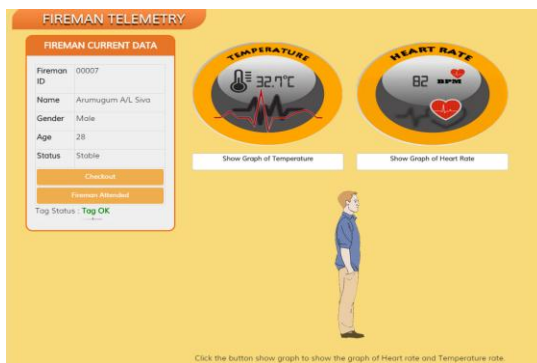 FIREMAN TELEMETRY
FIREMAN CURRENT DATA
Fireman ID 00007
Name Arumugum A/L Siva
Gender Male
Age 28
Status Stable
Checkout
Fireman Attended
Tag Status : Tag OK
TEMPERATURE
32.7°C
Show Graph of Temperature
HEART RATE
82 BPM
Show Graph of Heart Rate
Click the button show graph to show the graph of Heart rate and Temperature rate.